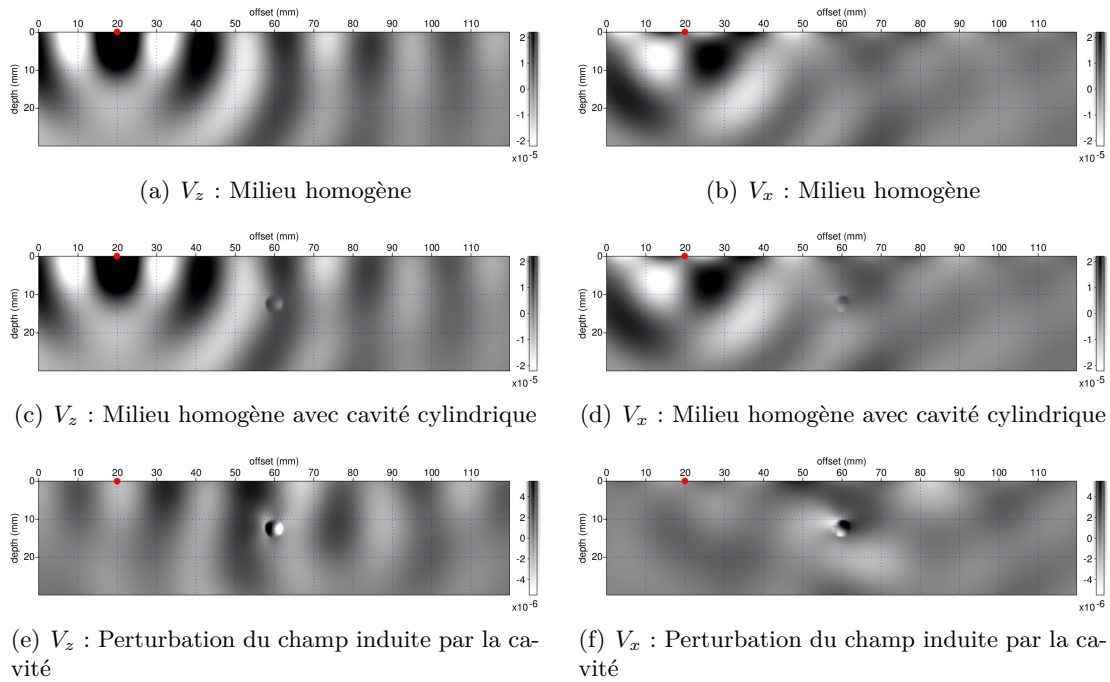 offset (mm)
0 10 20 30 40 50 60 70 80 90 100 110
0
10
20
depth (mm)
2
1
0
-1
-2
x10-5
(a) Vz : Milieu homogène
offset (mm)
0 10 20 30 40 50 60 70 80 90 100 110
0
10
20
depth (mm)
2
1
0
-1
-2
x10-5
(b) Vx : Milieu homogène
offset (mm)
0 10 20 30 40 50 60 70 80 90 100 110
0
10
20
depth (mm)
2
1
0
-1
-2
x10-5
(c) Vz : Milieu homogène avec cavité cylindrique
offset (mm)
0 10 20 30 40 50 60 70 80 90 100 110
0
10
20
depth (mm)
2
1
0
-1
-2
x10-5
(d) Vx : Milieu homogène avec cavité cylindrique
offset (mm)
0 10 20 30 40 50 60 70 80 90 100 110
0
10
20
depth (mm)
4
2
0
-2
-4
x10-6
(e) Vz : Perturbation du champ induite par la ca-
vité
offset (mm)
0 10 20 30 40 50 60 70 80 90 100 110
0
10
20
depth (mm)
4
2
0
-2
-4
x10-6
(f) Vx : Perturbation du champ induite par la ca-
vité